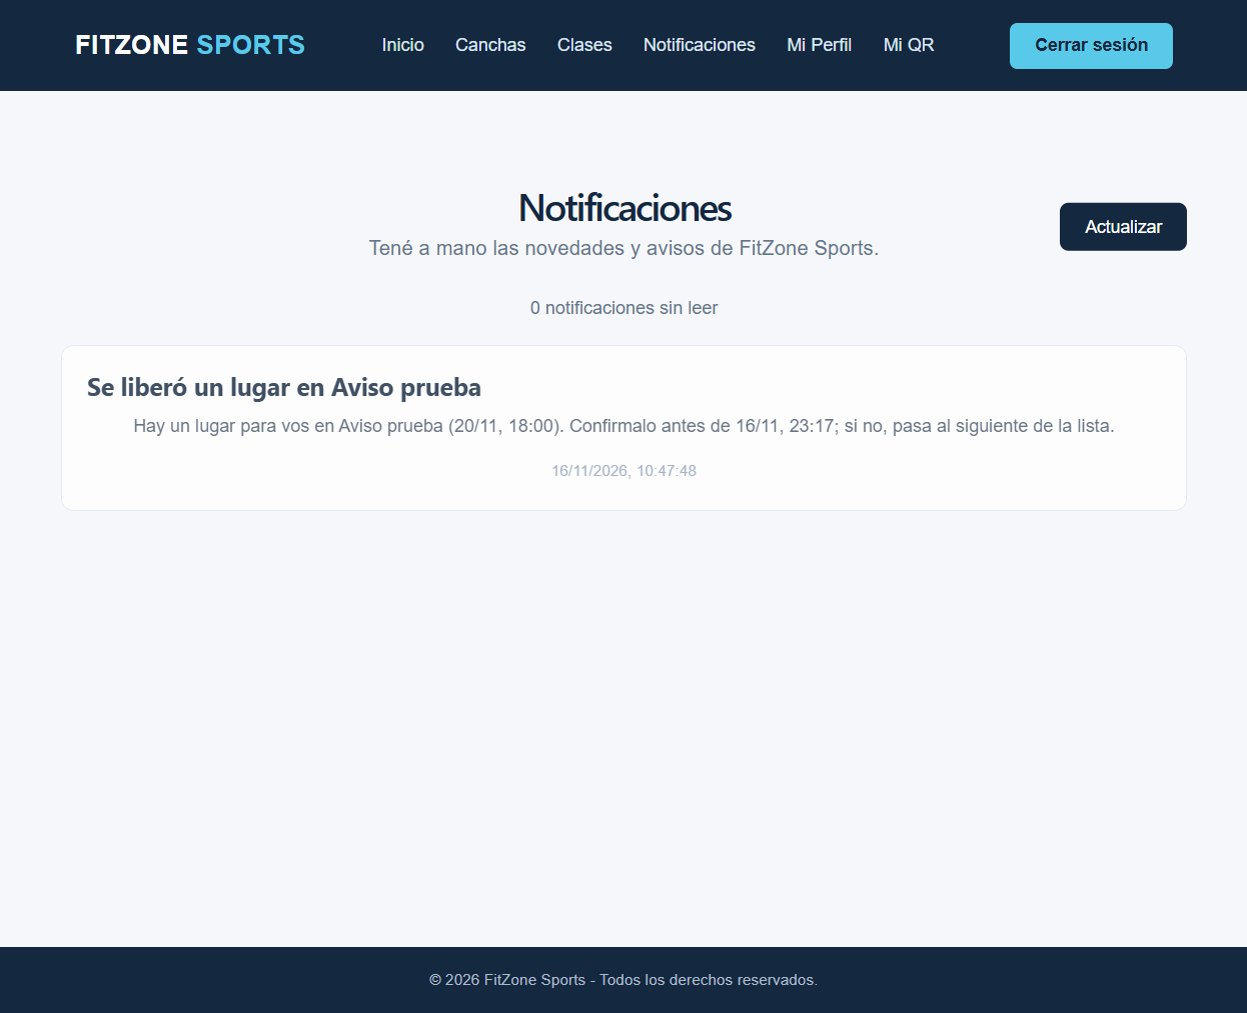 FITZONE SPORTS
Inicio
Canchas
Clases
Notificaciones
Mi Perfil
Mi QR
Cerrar sesión
Notificaciones
Tené a mano las novedades y avisos de FitZone Sports.
Actualizar
0 notificaciones sin leer
Se liberó un lugar en Aviso prueba
Hay un lugar para vos en Aviso prueba (20/11, 18:00). Confirmalo antes de 16/11, 23:17; si no, pasa al siguiente de la lista.
16/11/2026, 10:47:48
© 2026 FitZone Sports - Todos los derechos reservados.